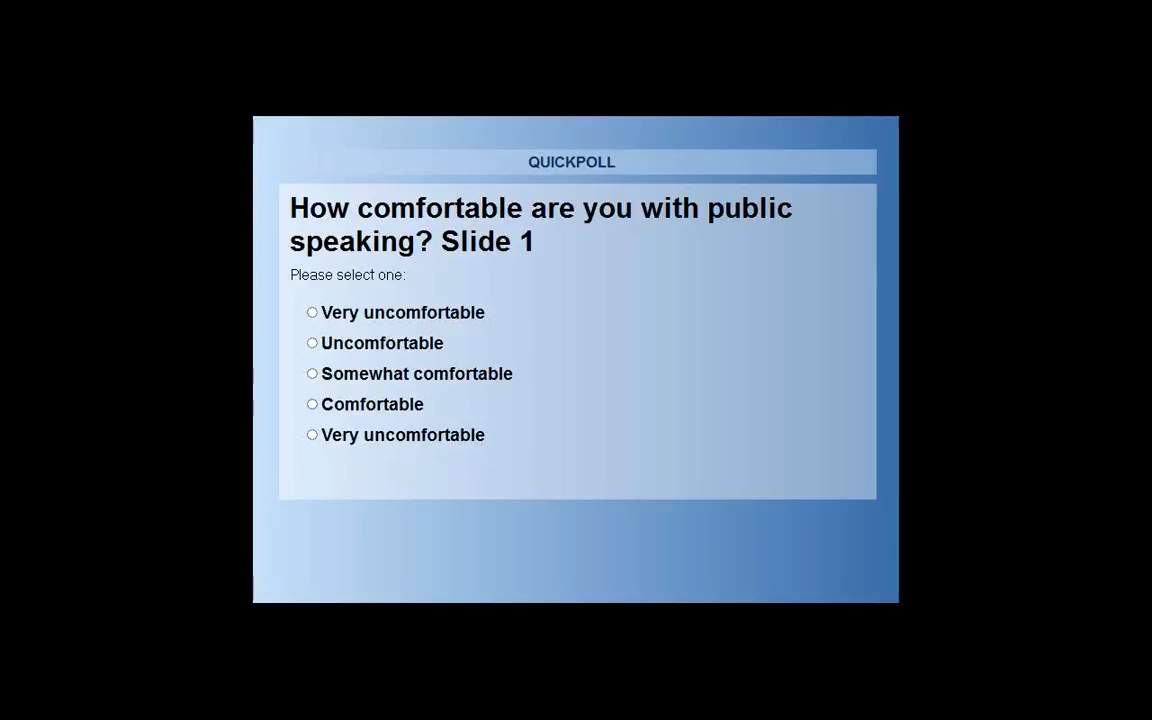 QUICKPOLL
How comfortable are you with public
speaking? Slide 1
Please select one:
Very uncomfortable
Uncomfortable
Somewhat comfortable
Comfortable
Very uncomfortable